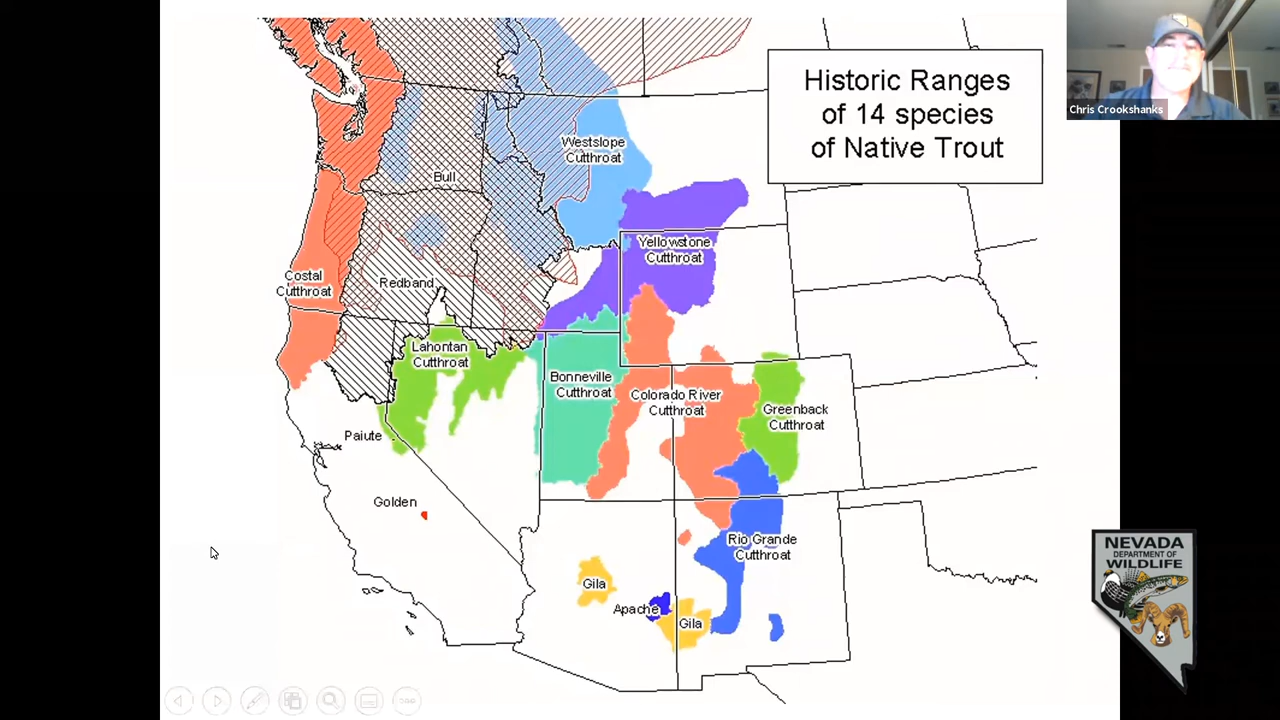 Historic Ranges
of 14 species
of Native Trout
Chris Crookshanks
Westslope
Cutthroat
Bull
Yellowstone
Cutthroat
Costal
Cutthroat
Redband
Lahontan
Cutthroat
Bonneville
Cutthroat
Colorado River
Cutthroat
Greenback
Cutthroat
Paiute
Golden
Rio Grande
Cutthroat
Gila
Apache
Gila
NEVADA
DEPARTMENT OF
WILDLIFE